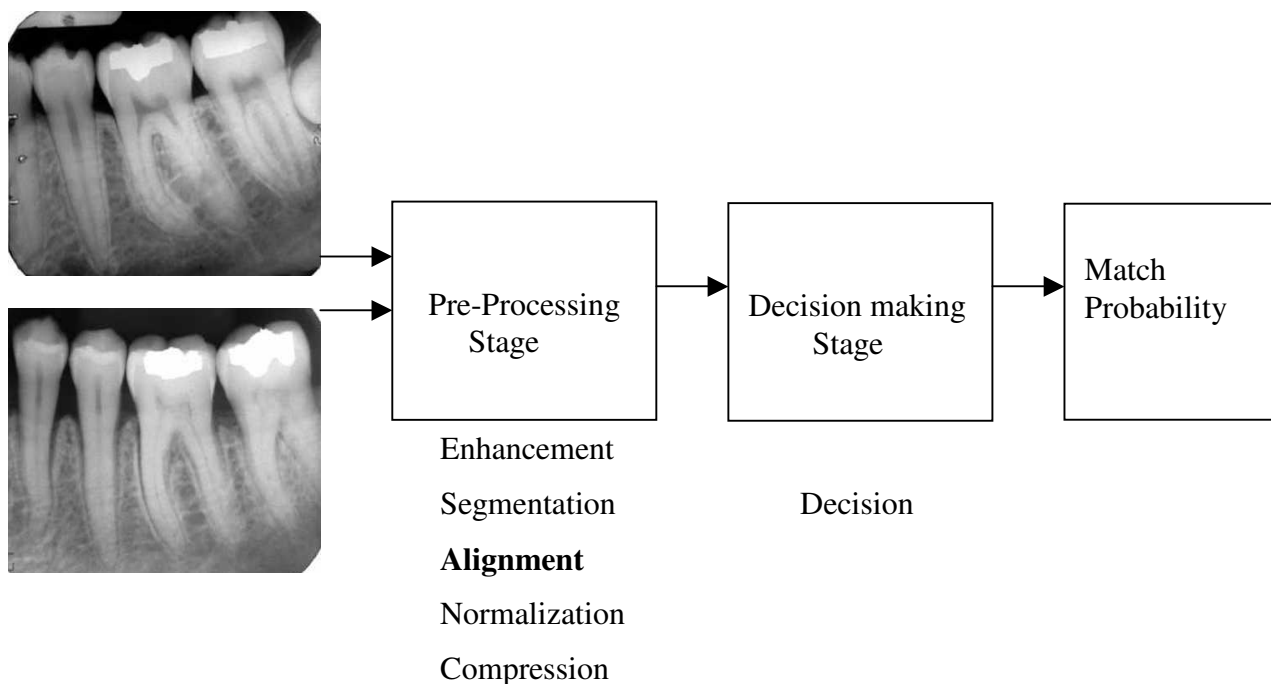 Pre-Processing
Stage
Decision making
Stage
Match
Probability
Enhancement
Segmentation
Decision
Alignment
Normalization
Compression